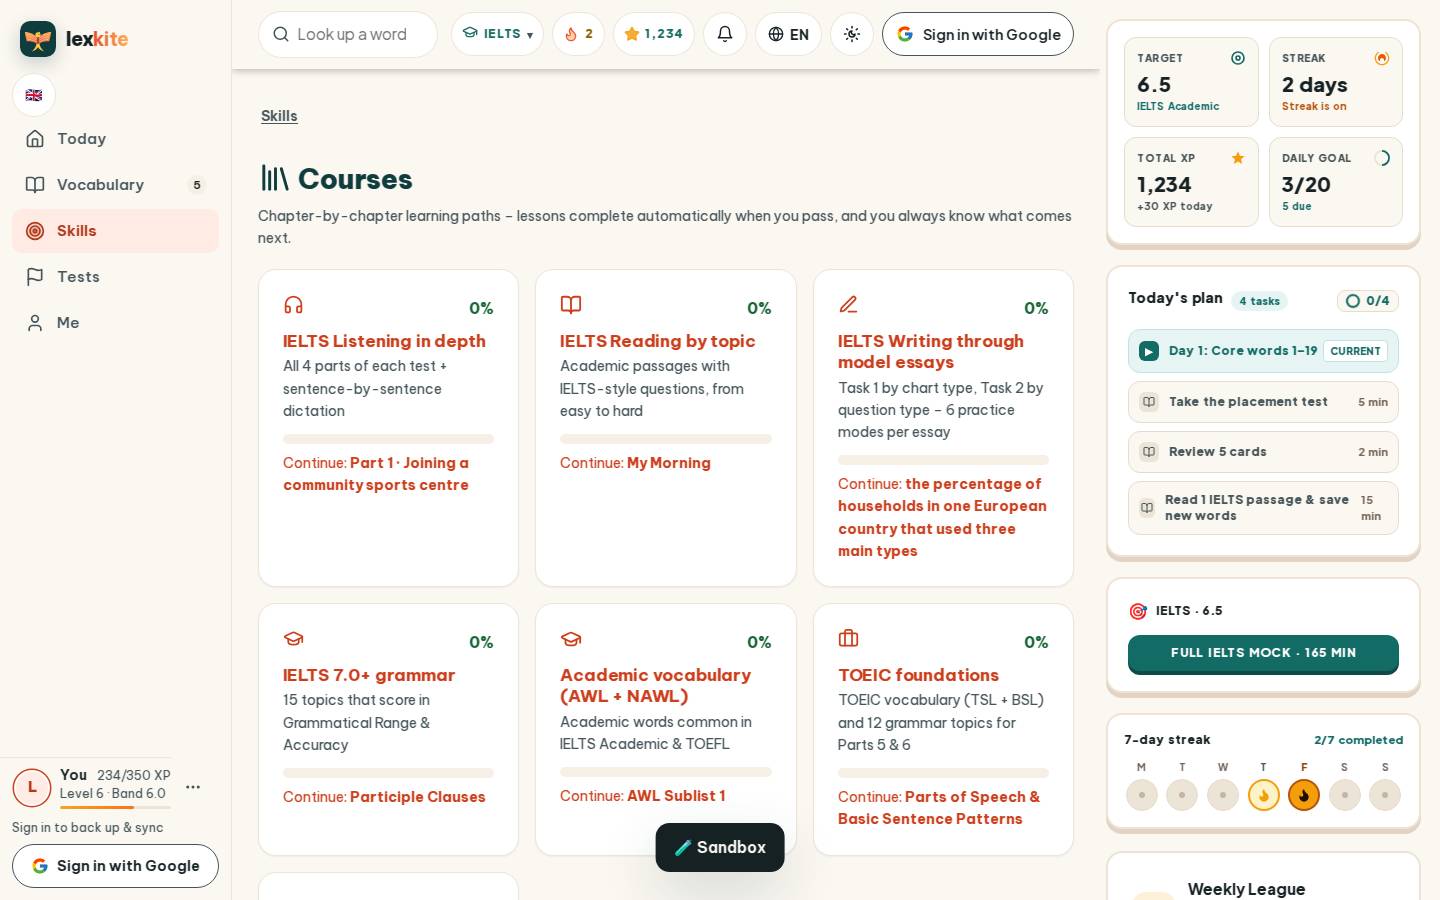 lexkite
Today
Vocabulary 5
Skills
Tests
Me
You 234/350 XP
Level 6 · Band 6.0
L
Sign in to back up & sync
Sign in with Google
Look up a word
IELTS ▾
2
1,234
EN
Sign in with Google
Skills
Courses
Chapter-by-chapter learning paths – lessons complete automatically when you pass, and you always know what comes
next.
0%
IELTS Listening in depth
All 4 parts of each test +
sentence-by-sentence
dictation
Continue: Part 1 · Joining a
community sports centre
0%
IELTS Reading by topic
Academic passages with
IELTS-style questions, from
easy to hard
Continue: My Morning
0%
IELTS Writing through
model essays
Task 1 by chart type, Task 2 by
question type – 6 practice
modes per essay
Continue: the percentage of
households in one European
country that used three
main types
0%
IELTS 7.0+ grammar
15 topics that score in
Grammatical Range &
Accuracy
Continue: Participle Clauses
0%
Academic vocabulary
(AWL + NAWL)
Academic words common in
IELTS Academic & TOEFL
Continue: AWL Sublist 1
0%
TOEIC foundations
TOEIC vocabulary (TSL + BSL)
and 12 grammar topics for
Parts 5 & 6
Continue: Parts of Speech &
Basic Sentence Patterns
Sandbox
TARGET
6.5
IELTS Academic
STREAK
2 days
Streak is on
TOTAL XP
1,234
+30 XP today
DAILY GOAL
3/20
5 due
Today's plan 4 tasks 0/4
Day 1: Core words 1–19 CURRENT
Take the placement test 5 min
Review 5 cards 2 min
Read 1 IELTS passage & save 15
new words min
IELTS · 6.5
FULL IELTS MOCK · 165 MIN
7-day streak 2/7 completed
M T W T F S S
Weekly League